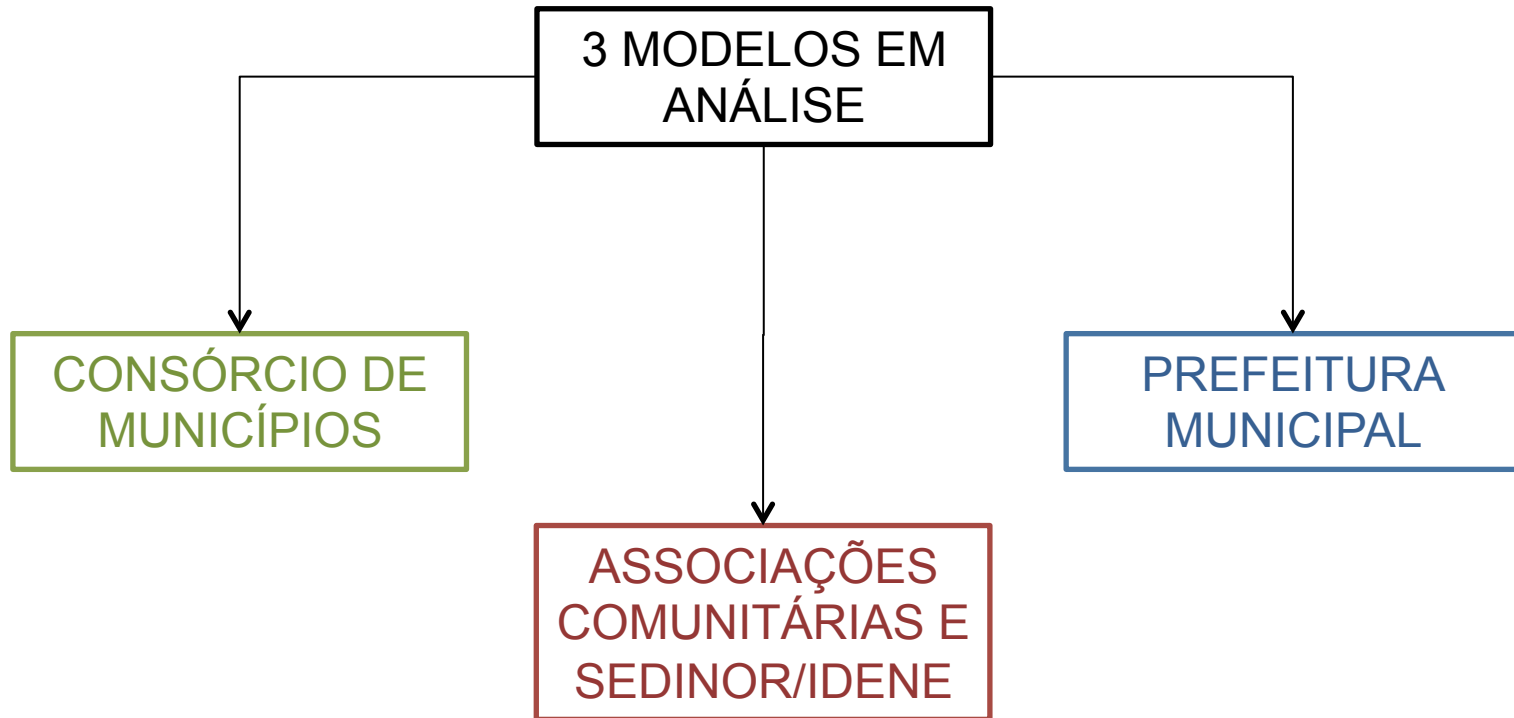 3 MODELOS EM
ANÁLISE
CONSÓRCIO DE
MUNICÍPIOS
PREFEITURA
MUNICIPAL
ASSOCIAÇÕES
COMUNITÁRIAS E
SEDINOR/IDENE